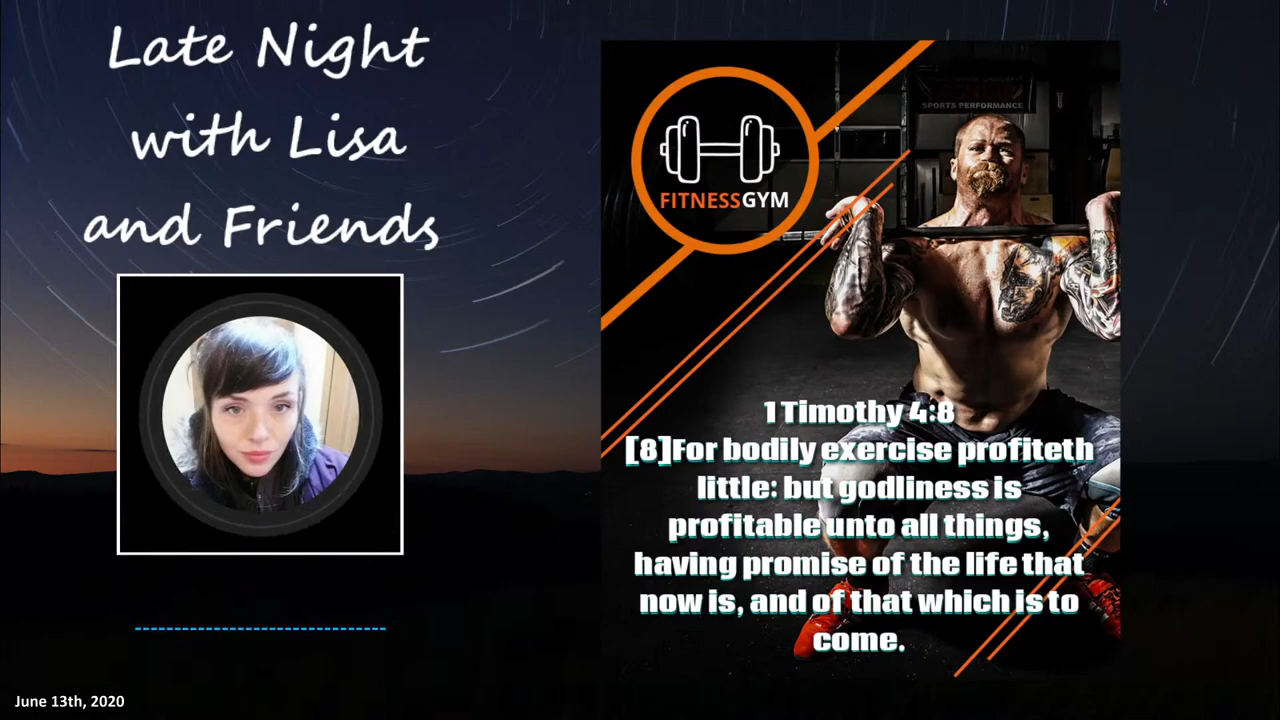 Late Night
with Lisa
and Friends
June 13th, 2020
SPORTS PERFORMANCE
FITNESSGYM
1 Timothy 4:8
[8]For bodily exercise profiteth
little: but godliness is
profitable unto all things,
having promise of the life that
now is, and of that which is to
come.